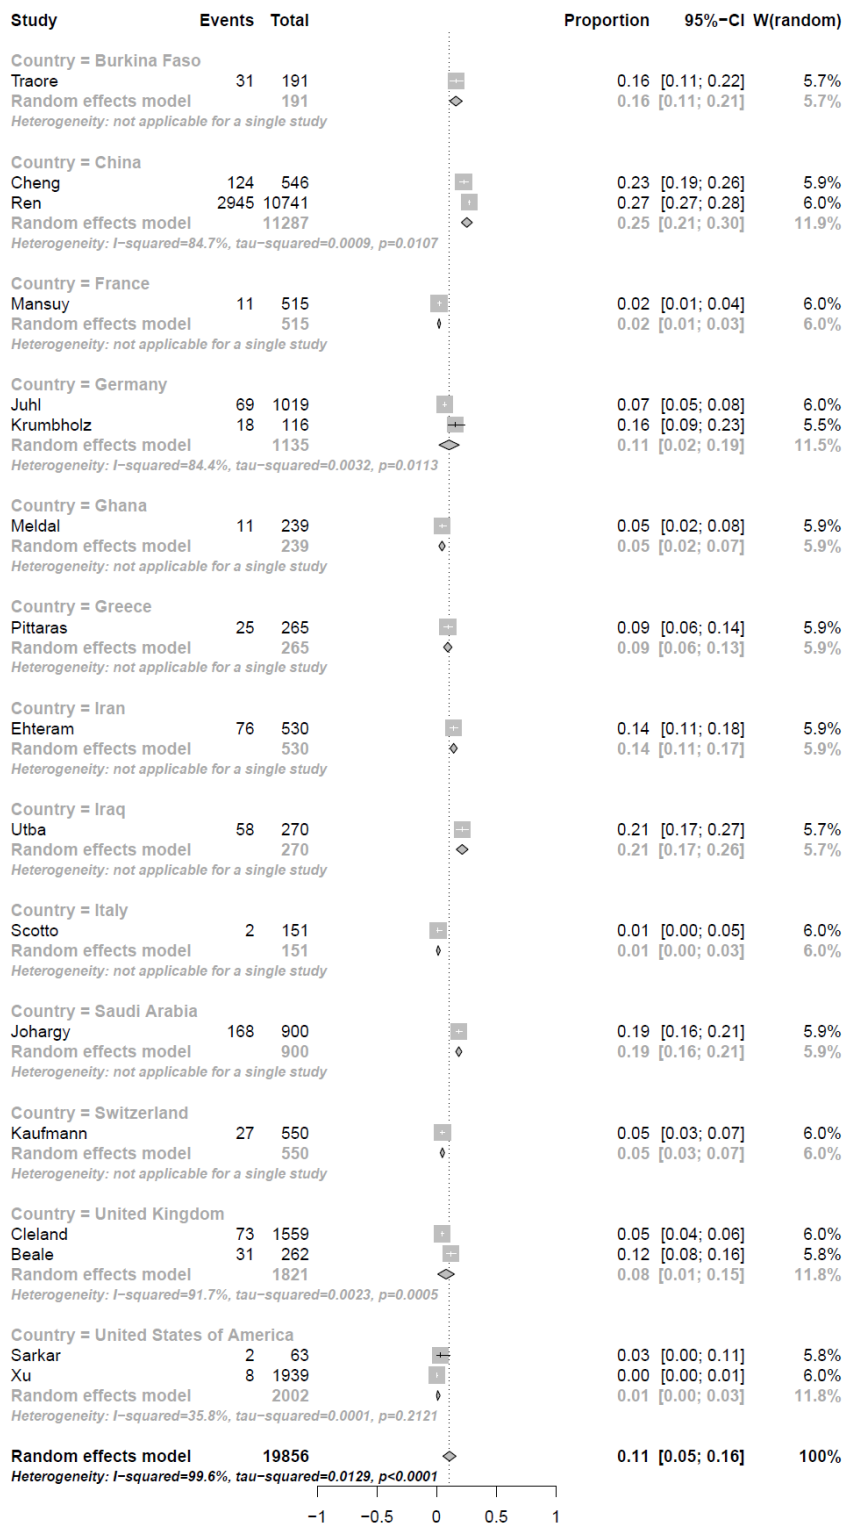 Study Events Total Proportion 95%−CI W(random)
Country = Burkina Faso
Traore 31 191 0.16 [0.11; 0.22] 5.7%
Random effects model 191 0.16 [0.11; 0.21] 5.7%
Heterogeneity: not applicable for a single study
Country = China
Cheng 124 546 0.23 [0.19; 0.26] 5.9%
Ren 2945 10741 0.27 [0.27; 0.28] 6.0%
Random effects model 11287 0.25 [0.21; 0.30] 11.9%
Heterogeneity: I−squared=84.7%, tau−squared=0.0009, p=0.0107
Country = France
Mansuy 11 515 0.02 [0.01; 0.04] 6.0%
Random effects model 515 0.02 [0.01; 0.03] 6.0%
Heterogeneity: not applicable for a single study
Country = Germany
Juhl 69 1019 0.07 [0.05; 0.08] 6.0%
Krumbholz 18 116 0.16 [0.09; 0.23] 5.5%
Random effects model 1135 0.11 [0.02; 0.19] 11.5%
Heterogeneity: I−squared=84.4%, tau−squared=0.0032, p=0.0113
Country = Ghana
Meldal 11 239 0.05 [0.02; 0.08] 5.9%
Random effects model 239 0.05 [0.02; 0.07] 5.9%
Heterogeneity: not applicable for a single study
Country = Greece
Pittaras 25 265 0.09 [0.06; 0.14] 5.9%
Random effects model 265 0.09 [0.06; 0.13] 5.9%
Heterogeneity: not applicable for a single study
Country = Iran
Ehteram 76 530 0.14 [0.11; 0.18] 5.9%
Random effects model 530 0.14 [0.11; 0.17] 5.9%
Heterogeneity: not applicable for a single study
Country = Iraq
Utba 58 270 0.21 [0.17; 0.27] 5.7%
Random effects model 270 0.21 [0.17; 0.26] 5.7%
Heterogeneity: not applicable for a single study
Country = Italy
Scotto 2 151 0.01 [0.00; 0.05] 6.0%
Random effects model 151 0.01 [0.00; 0.03] 6.0%
Heterogeneity: not applicable for a single study
Country = Saudi Arabia
Johargy 168 900 0.19 [0.16; 0.21] 5.9%
Random effects model 900 0.19 [0.16; 0.21] 5.9%
Heterogeneity: not applicable for a single study
Country = Switzerland
Kaufmann 27 550 0.05 [0.03; 0.07] 6.0%
Random effects model 550 0.05 [0.03; 0.07] 6.0%
Heterogeneity: not applicable for a single study
Country = United Kingdom
Cleland 73 1559 0.05 [0.04; 0.06] 6.0%
Beale 31 262 0.12 [0.08; 0.16] 5.8%
Random effects model 1821 0.08 [0.01; 0.15] 11.8%
Heterogeneity: I−squared=91.7%, tau−squared=0.0023, p=0.0005
Country = United States of America
Sarkar 2 63 0.03 [0.00; 0.11] 5.8%
Xu 8 1939 0.00 [0.00; 0.01] 6.0%
Random effects model 2002 0.01 [0.00; 0.03] 11.8%
Heterogeneity: I−squared=35.8%, tau−squared=0.0001, p=0.2121
Random effects model 19856 0.11 [0.05; 0.16] 100%
Heterogeneity: I−squared=99.6%, tau−squared=0.0129, p<0.0001
−1 −0.5 0 0.5 1